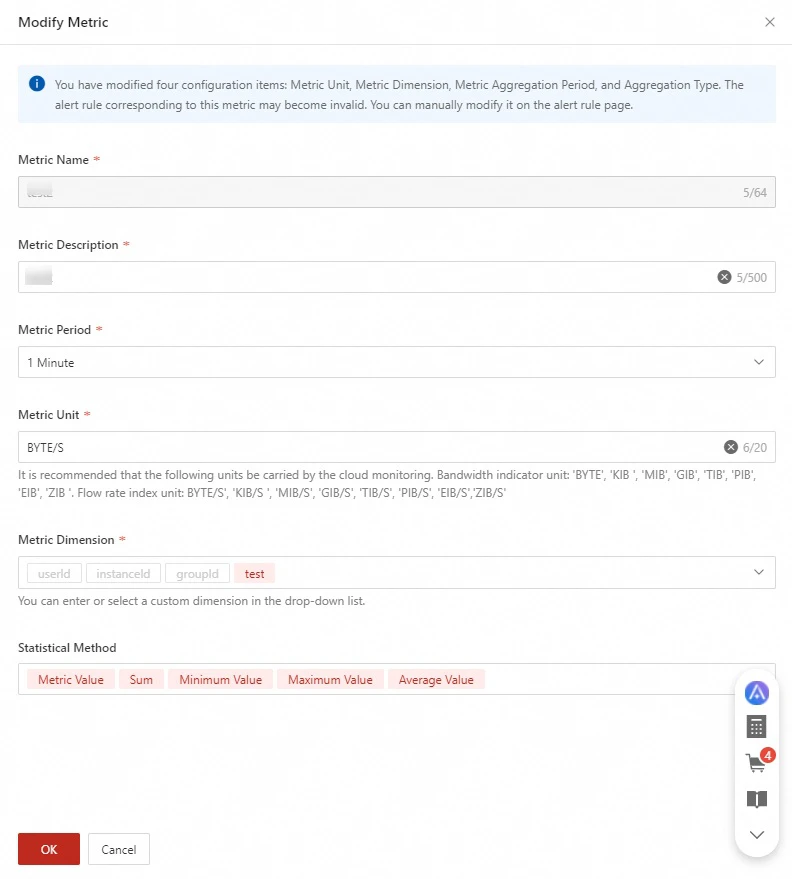 Modify Metric
You have modified four configuration items: Metric Unit, Metric Dimension, Metric Aggregation Period, and Aggregation Type. The
alert rule corresponding to this metric may become invalid. You can manually modify it on the alert rule page.
Metric Name *
5/64
Metric Description *
5/500
Metric Period *
1 Minute
Metric Unit *
BYTE/S
6/20
It is recommended that the following units be carried by the cloud monitoring. Bandwidth indicator unit: 'BYTE', 'KIB ', 'MIB', 'GIB', 'TIB', 'PIB',
'EIB', 'ZIB '. Flow rate index unit: BYTE/S', 'KIB/S ', 'MIB/S', 'GIB/S', 'TIB/S', 'PIB/S', 'EIB/S','ZIB/S'
Metric Dimension *
userId instanceId groupId test
You can enter or select a custom dimension in the drop-down list.
Statistical Method
Metric Value Sum Minimum Value Maximum Value Average Value
4
OK Cancel